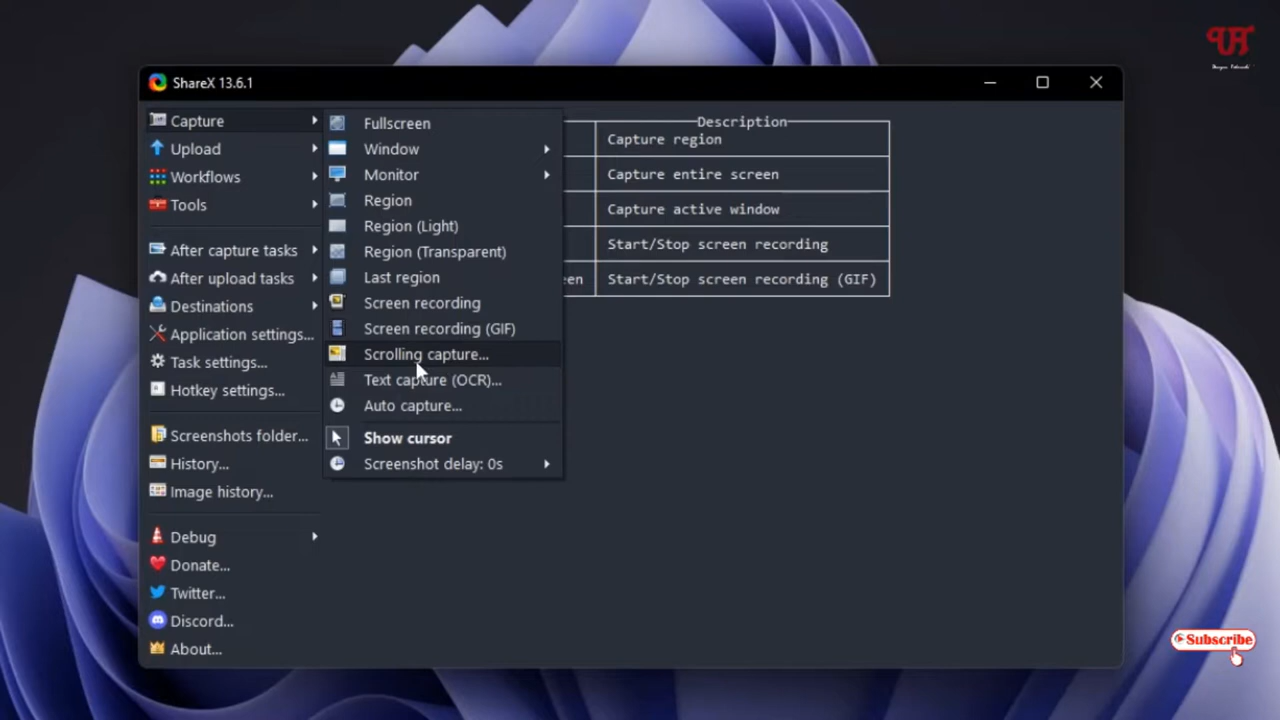 ShareX 13.6.1
Capture
Upload
Workflows
Tools
After capture tasks
After upload tasks
Destinations
Application settings...
Task settings...
Hotkey settings...
Screenshots folder...
History...
Image history...
Debug
Donate...
Twitter...
Discord...
About...
Fullscreen
Window
Monitor
Region
Region (Light)
Region (Transparent)
Last region
Screen recording
Screen recording (GIF)
Scrolling capture...
Text capture (OCR)...
Auto capture...
Show cursor
Screenshot delay: 0s
Description
Capture region
Capture entire screen
Capture active window
Start/Stop screen recording
een
Start/Stop screen recording (GIF)
Subscribe